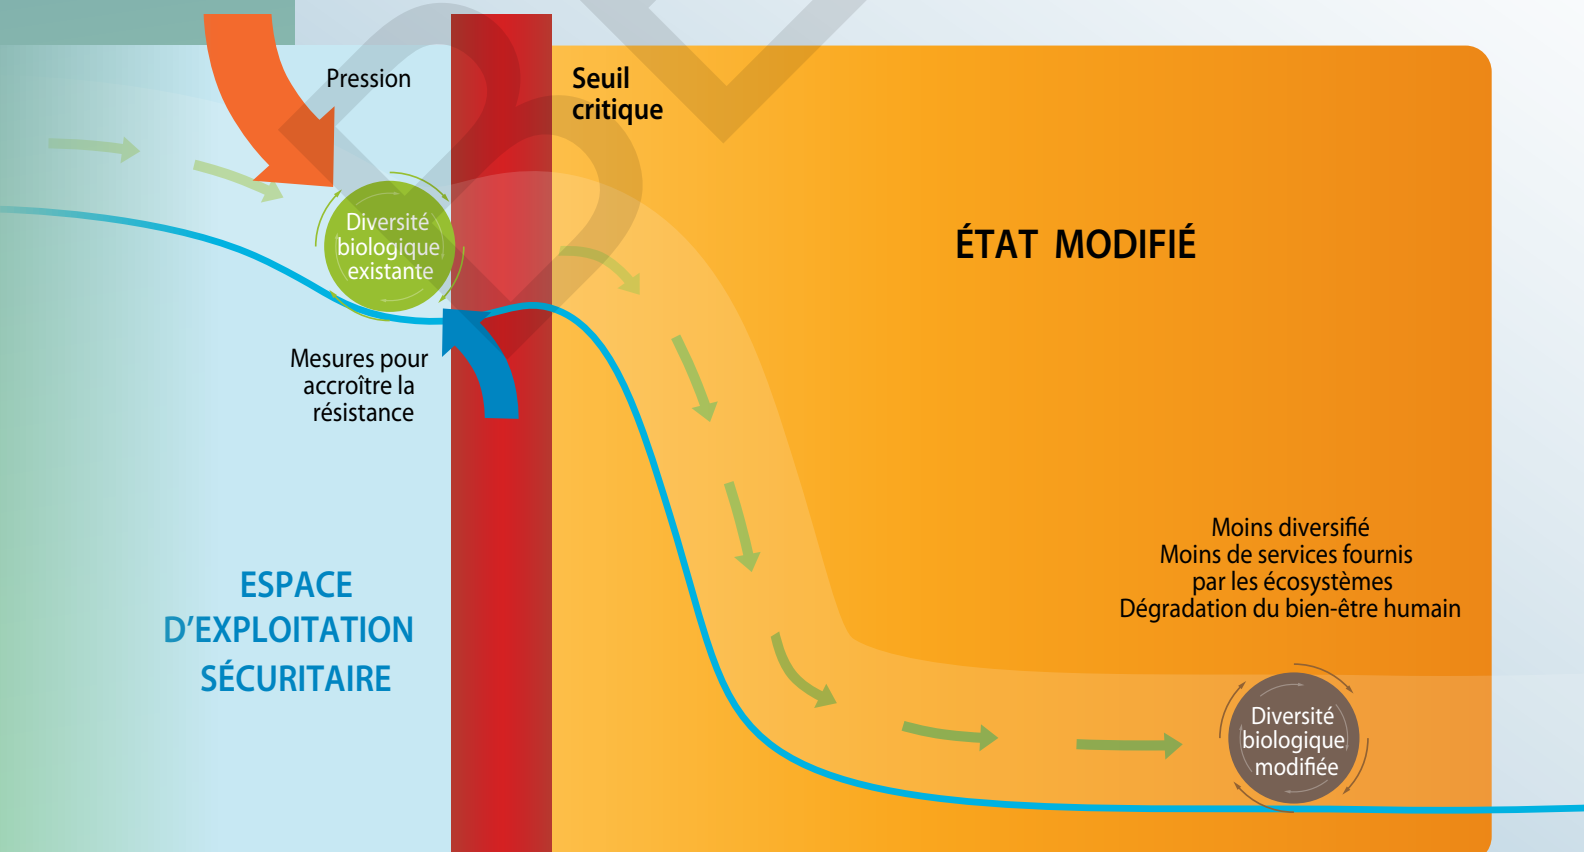 Pression
Seuil
critique
Diversité
biologique
existante
ÉTAT MODIFIÉ
Mesures pour
accroître la
résistance
ESPACE
D’EXPLOITATION
SÉCURITAIRE
Moins diversifié
Moins de services fournis
par les écosystèmes
Dégradation du bien-être humain
Diversité
biologique
modifiée